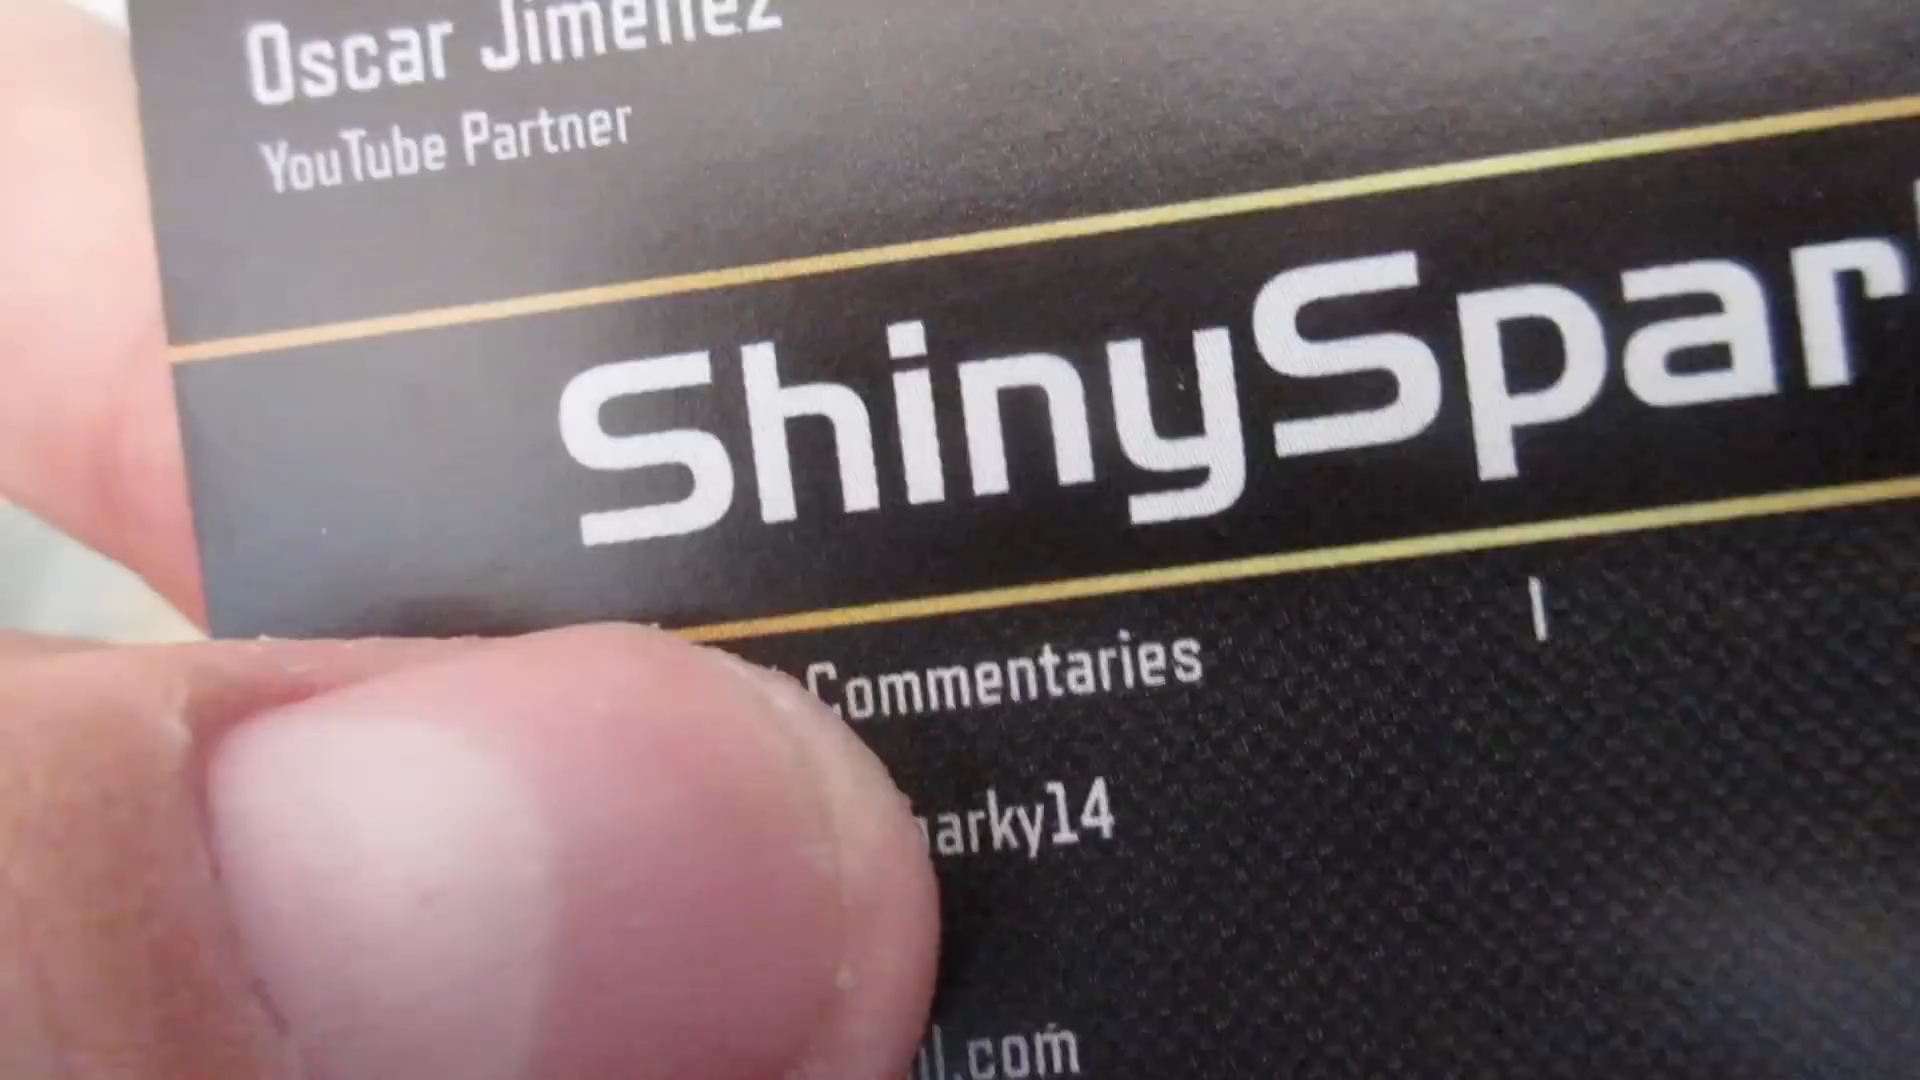 Oscar Jimenez
YouTube Partner
ShinySpar
Commentaries
arky14
.com